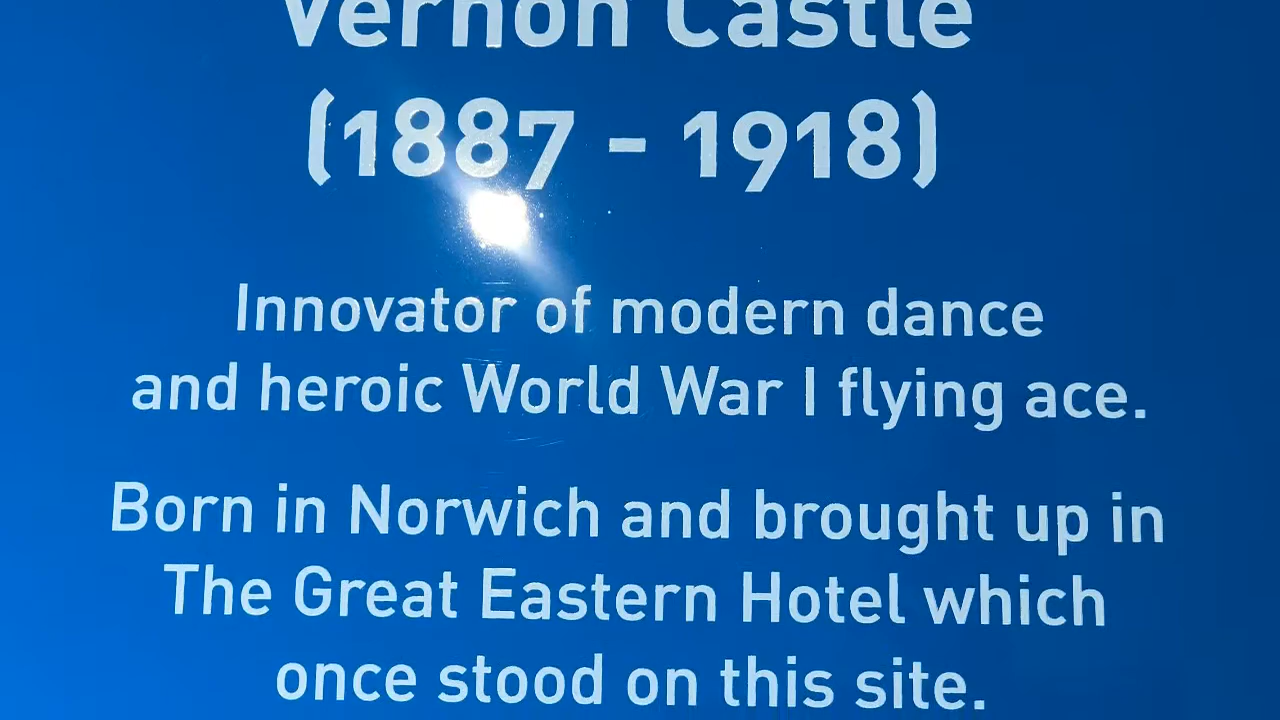 Vernon Castle
(1887 - 1918)
Innovator of modern dance
and heroic World War I flying ace.
Born in Norwich and brought up in
The Great Eastern Hotel which
once stood on this site.